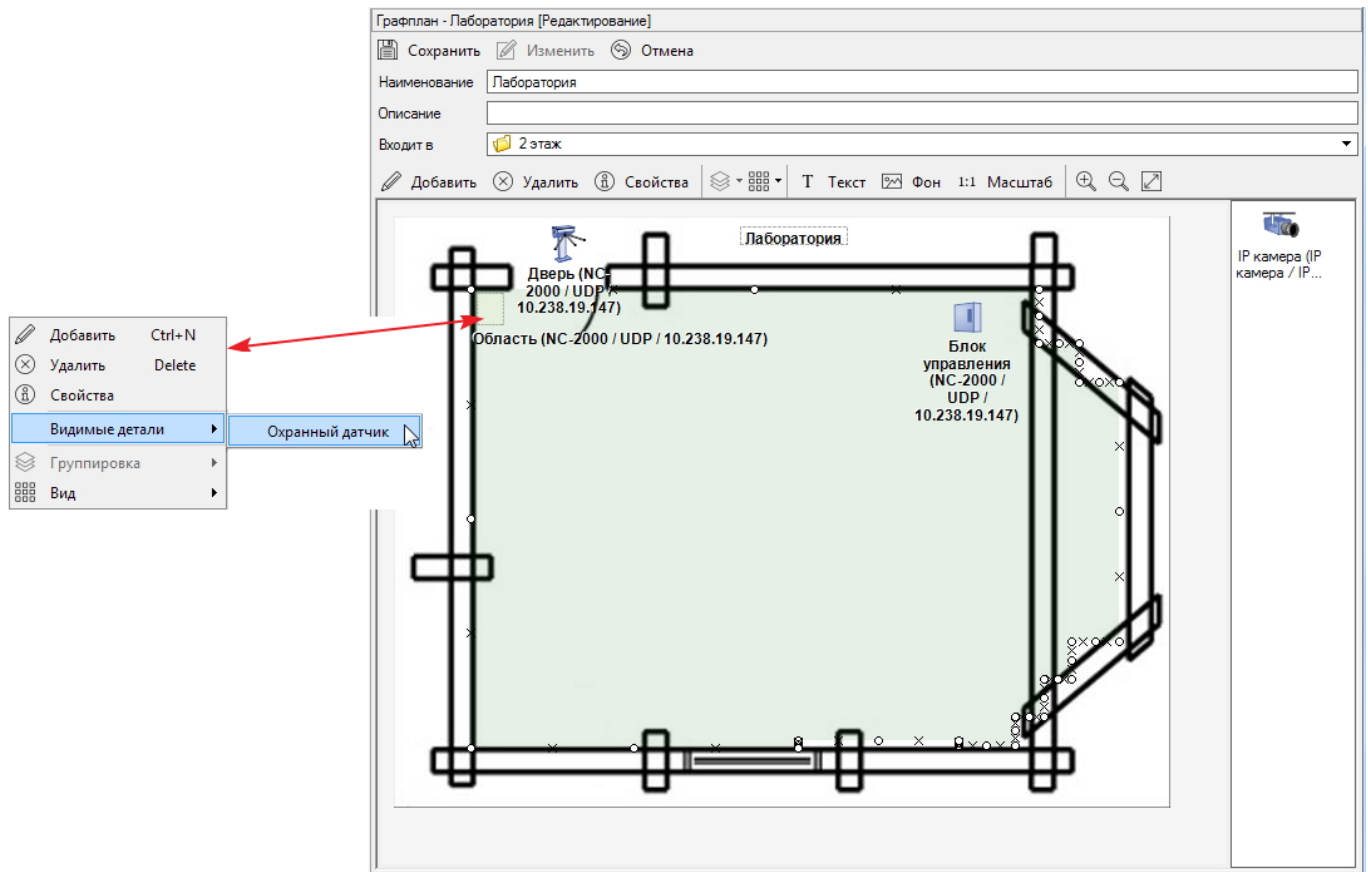 Графплан - Лаборатория [Редактирование]
Сохранить Изменить Отмена
Наименование Лаборатория
Описание
Входит в 2 этаж
Добавить Удалить Свойства T Текст Фон 1:1 Масштаб
Лаборатория
Дверь (NC-
2000 / UDP /
10.238.19.147)
Область (NC-2000 / UDP / 10.238.19.147)
Блок
управления
(NC-2000 /
UDP /
10.238.19.147)
IP камера (IP
камера / IP...
Добавить Ctrl+N
Удалить Delete
Свойства
Видимые детали
Охранный датчик
Группировка
Вид